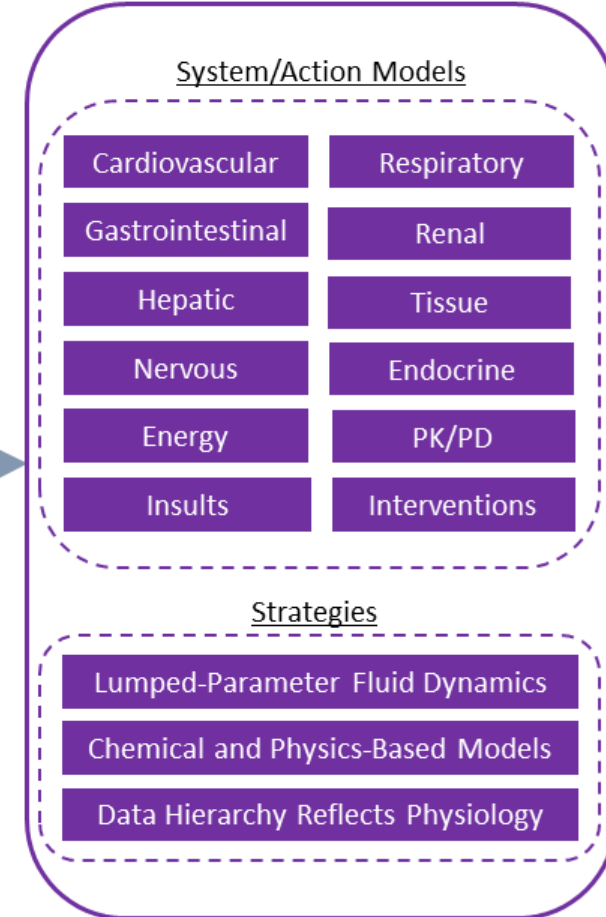 System/Action Models
Cardiovascular
Respiratory
Gastrointestinal
Renal
Hepatic
Tissue
Nervous
Endocrine
Energy
PK/PD
Insults
Interventions
Strategies
Lumped-Parameter Fluid Dynamics
Chemical and Physics-Based Models
Data Hierarchy Reflects Physiology